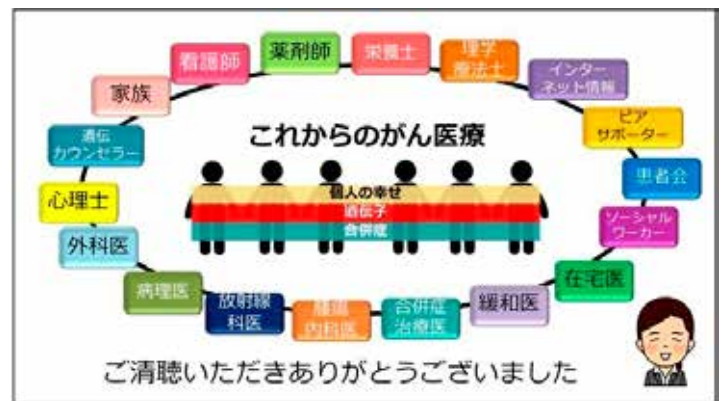 看護師
薬剤師
栄養士
理学
療法士
インター
ネット情報
家族
ピア
サポーター
遺伝
カウンセラー
これからのがん医療
患者会
心理士
個人の幸せ
遺伝子
合併症
ソーシャル
ワーカー
外科医
在宅医
病理医
放射線
科医
腫瘍
内科医
合併症
治療医
緩和医
ご清聴いただきありがとうございました